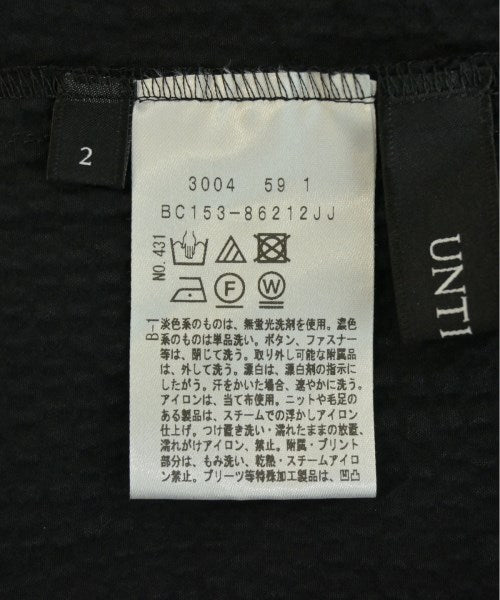 2
3004 59 1
BC153-86212JJ
NO. 431
F
W
B-1
淡色系のものは、無蛍光洗剤を使用。濃色
系のものは単品洗い。ボタン、ファスナー
等は、閉じて洗う。取り外し可能な附属品
は、外して洗う。漂白は、漂白剤の指示に
したがう。汗をかいた場合、速やかに洗う。
アイロンは、当て布使用。ニットや毛足の
ある製品は、スチームでの浮かしアイロン
仕上げ。つけ置き洗い・濡れたままの放置、
濡れがけアイロン、禁止。附属・プリント
部分は、もみ洗い、乾熱・スチームアイロ
ン禁止。プリーツ等特殊加工製品は、凹凸
UNTI